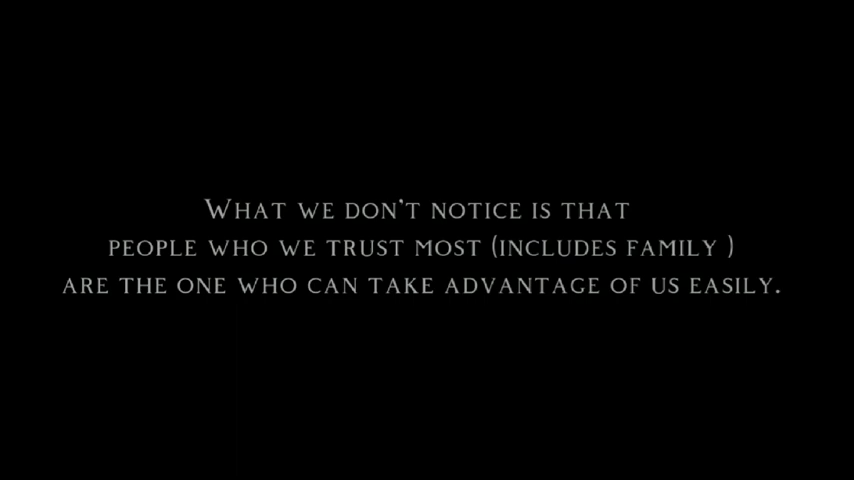 What we don't notice is that
people who we trust most (includes family )
are the one who can take advantage of us easily.